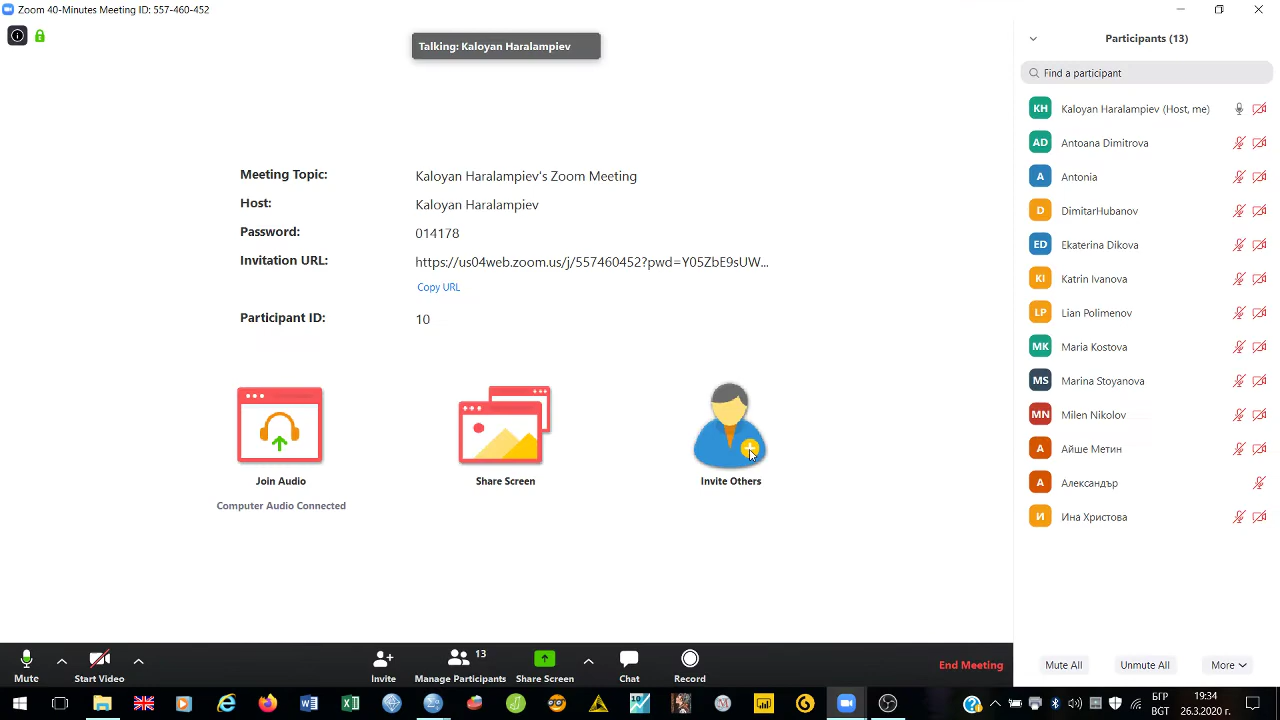 Zoom 40-Minutes Meeting ID: 557-460-452
Talking: Kaloyan Haralampiev
Meeting Topic: Kaloyan Haralampiev's Zoom Meeting
Host: Kaloyan Haralampiev
Password: 014178
Invitation URL: https://us04web.zoom.us/j/557460452?pwd=Y05ZbE9sUW...
Copy URL
Participant ID: 10
Join Audio
Share Screen
Invite Others
Computer Audio Connected
Participants (13)
Find a participant
KH Kaloyan Haralampiev (Host, me)
AD Antoana Dimitrova
A Antonia
D DimitarHubanov
ED Ekaterina Dikova
KI Katrin Ivanova
LP Lian Polimenov
MK Maria Kostova
MS Marina Stoyanova
MN Milen Nikolov
А Айше Метин
А Александър
И Ина Христова
Mute All
Unmute All
More
Mute
Start Video
Invite
13
Manage Participants
Share Screen
Chat
Record
End Meeting
БГР
BGT
19:34
26.3.2020 г.